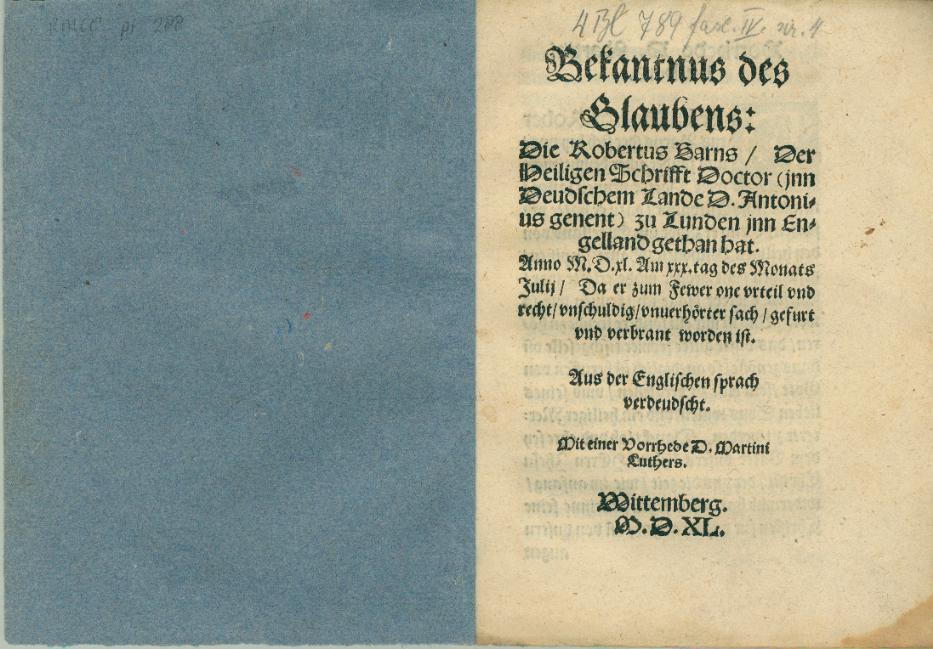 4 Bl 789 fasc. IV. nr. 4
Bekantnus des
Glaubens:
Die Robertus Barns / Der
Heiligen Schrifft Doctor (jnn
Deudschem Lande D. Antoni⸗
us genent) zu Lunden jnn En⸗
gelland gethan hat.
Anno M.D.xl. Am xxx. tag des Monats
Julij / Da er zum Fewer one vrteil vnd
recht / vnschuldig / vnuerhörter sach / gefurt
vnd verbrant worden ist.
Aus der Englischen sprach
verdeudscht.
Mit einer Vorrhede D. Martini
Luthers.
Wittemberg.
M. D. XL.